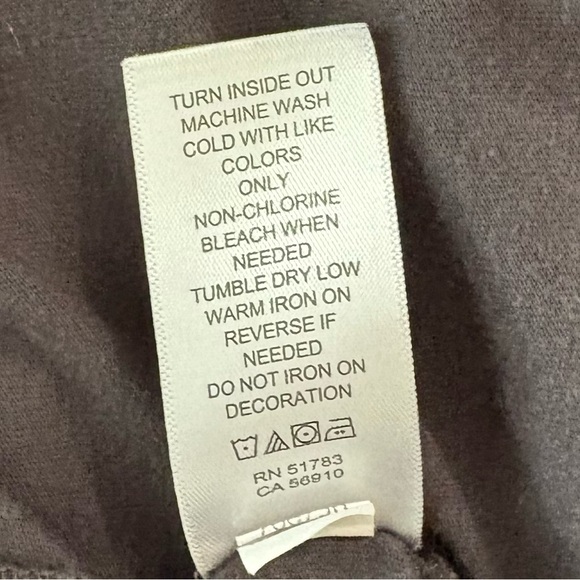 TURN INSIDE OUT
MACHINE WASH
COLD WITH LIKE
COLORS
ONLY
NON-CHLORINE
BLEACH WHEN
NEEDED
TUMBLE DRY LOW
WARM IRON ON
REVERSE IF
NEEDED
DO NOT IRON ON
DECORATION
RN 51783
CA 56910